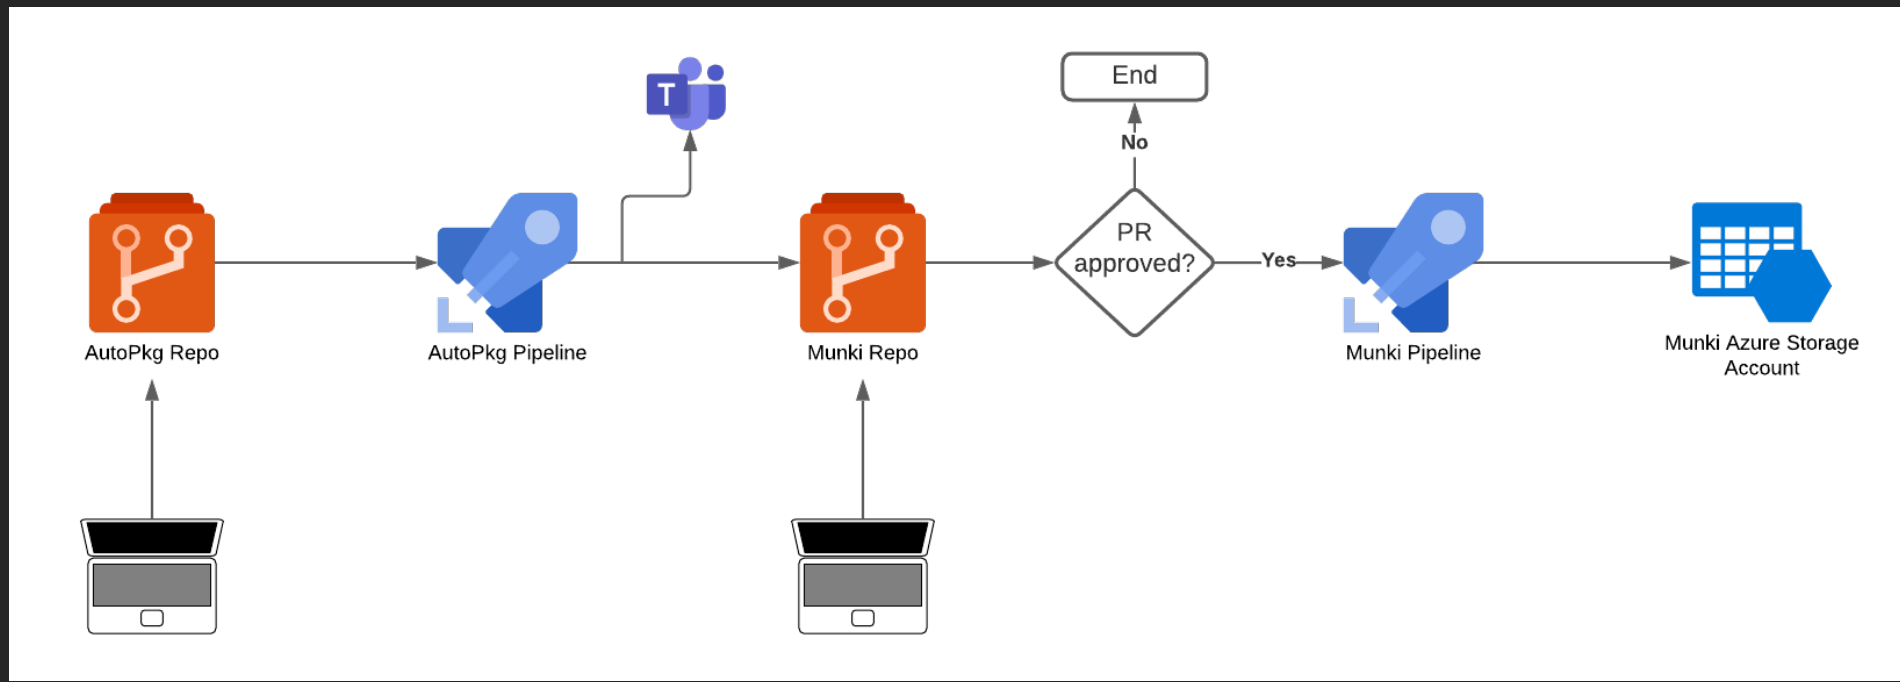 T
End
No
PR
approved?
Yes
AutoPkg Repo
AutoPkg Pipeline
Munki Repo
Munki Pipeline
Munki Azure Storage
Account